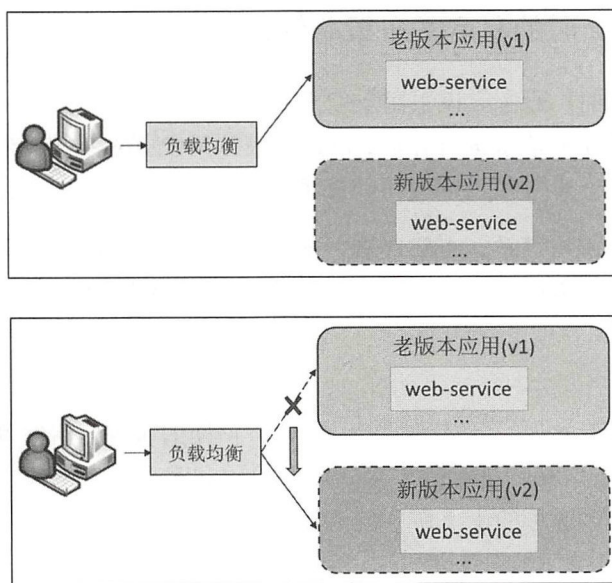 老版本应用(v1)
web-service
...
负载均衡
新版本应用(v2)
web-service
...
老版本应用(v1)
web-service
...
负载均衡
新版本应用(v2)
web-service
...